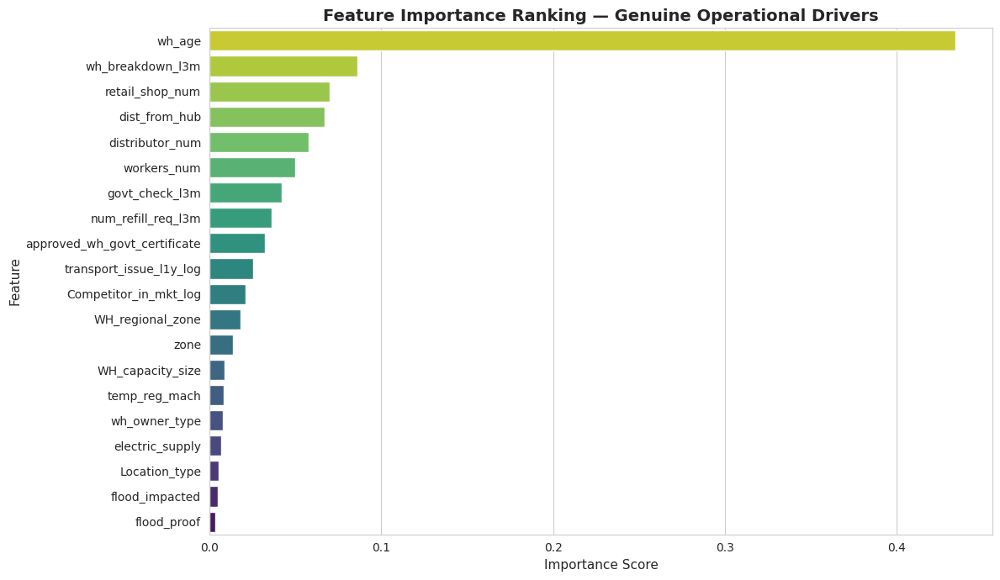 Feature Importance Ranking — Genuine Operational Drivers
wh_age
wh_breakdown_l3m
retail_shop_num
dist_from_hub
distributor_num
workers_num
govt_check_l3m
num_refill_req_l3m
approved_wh_govt_certificate
transport_issue_l1y_log
Competitor_in_mkt_log
WH_regional_zone
zone
WH_capacity_size
temp_reg_mach
wh_owner_type
electric_supply
Location_type
flood_impacted
flood_proof
Feature
0.0 0.1 0.2 0.3 0.4
Importance Score